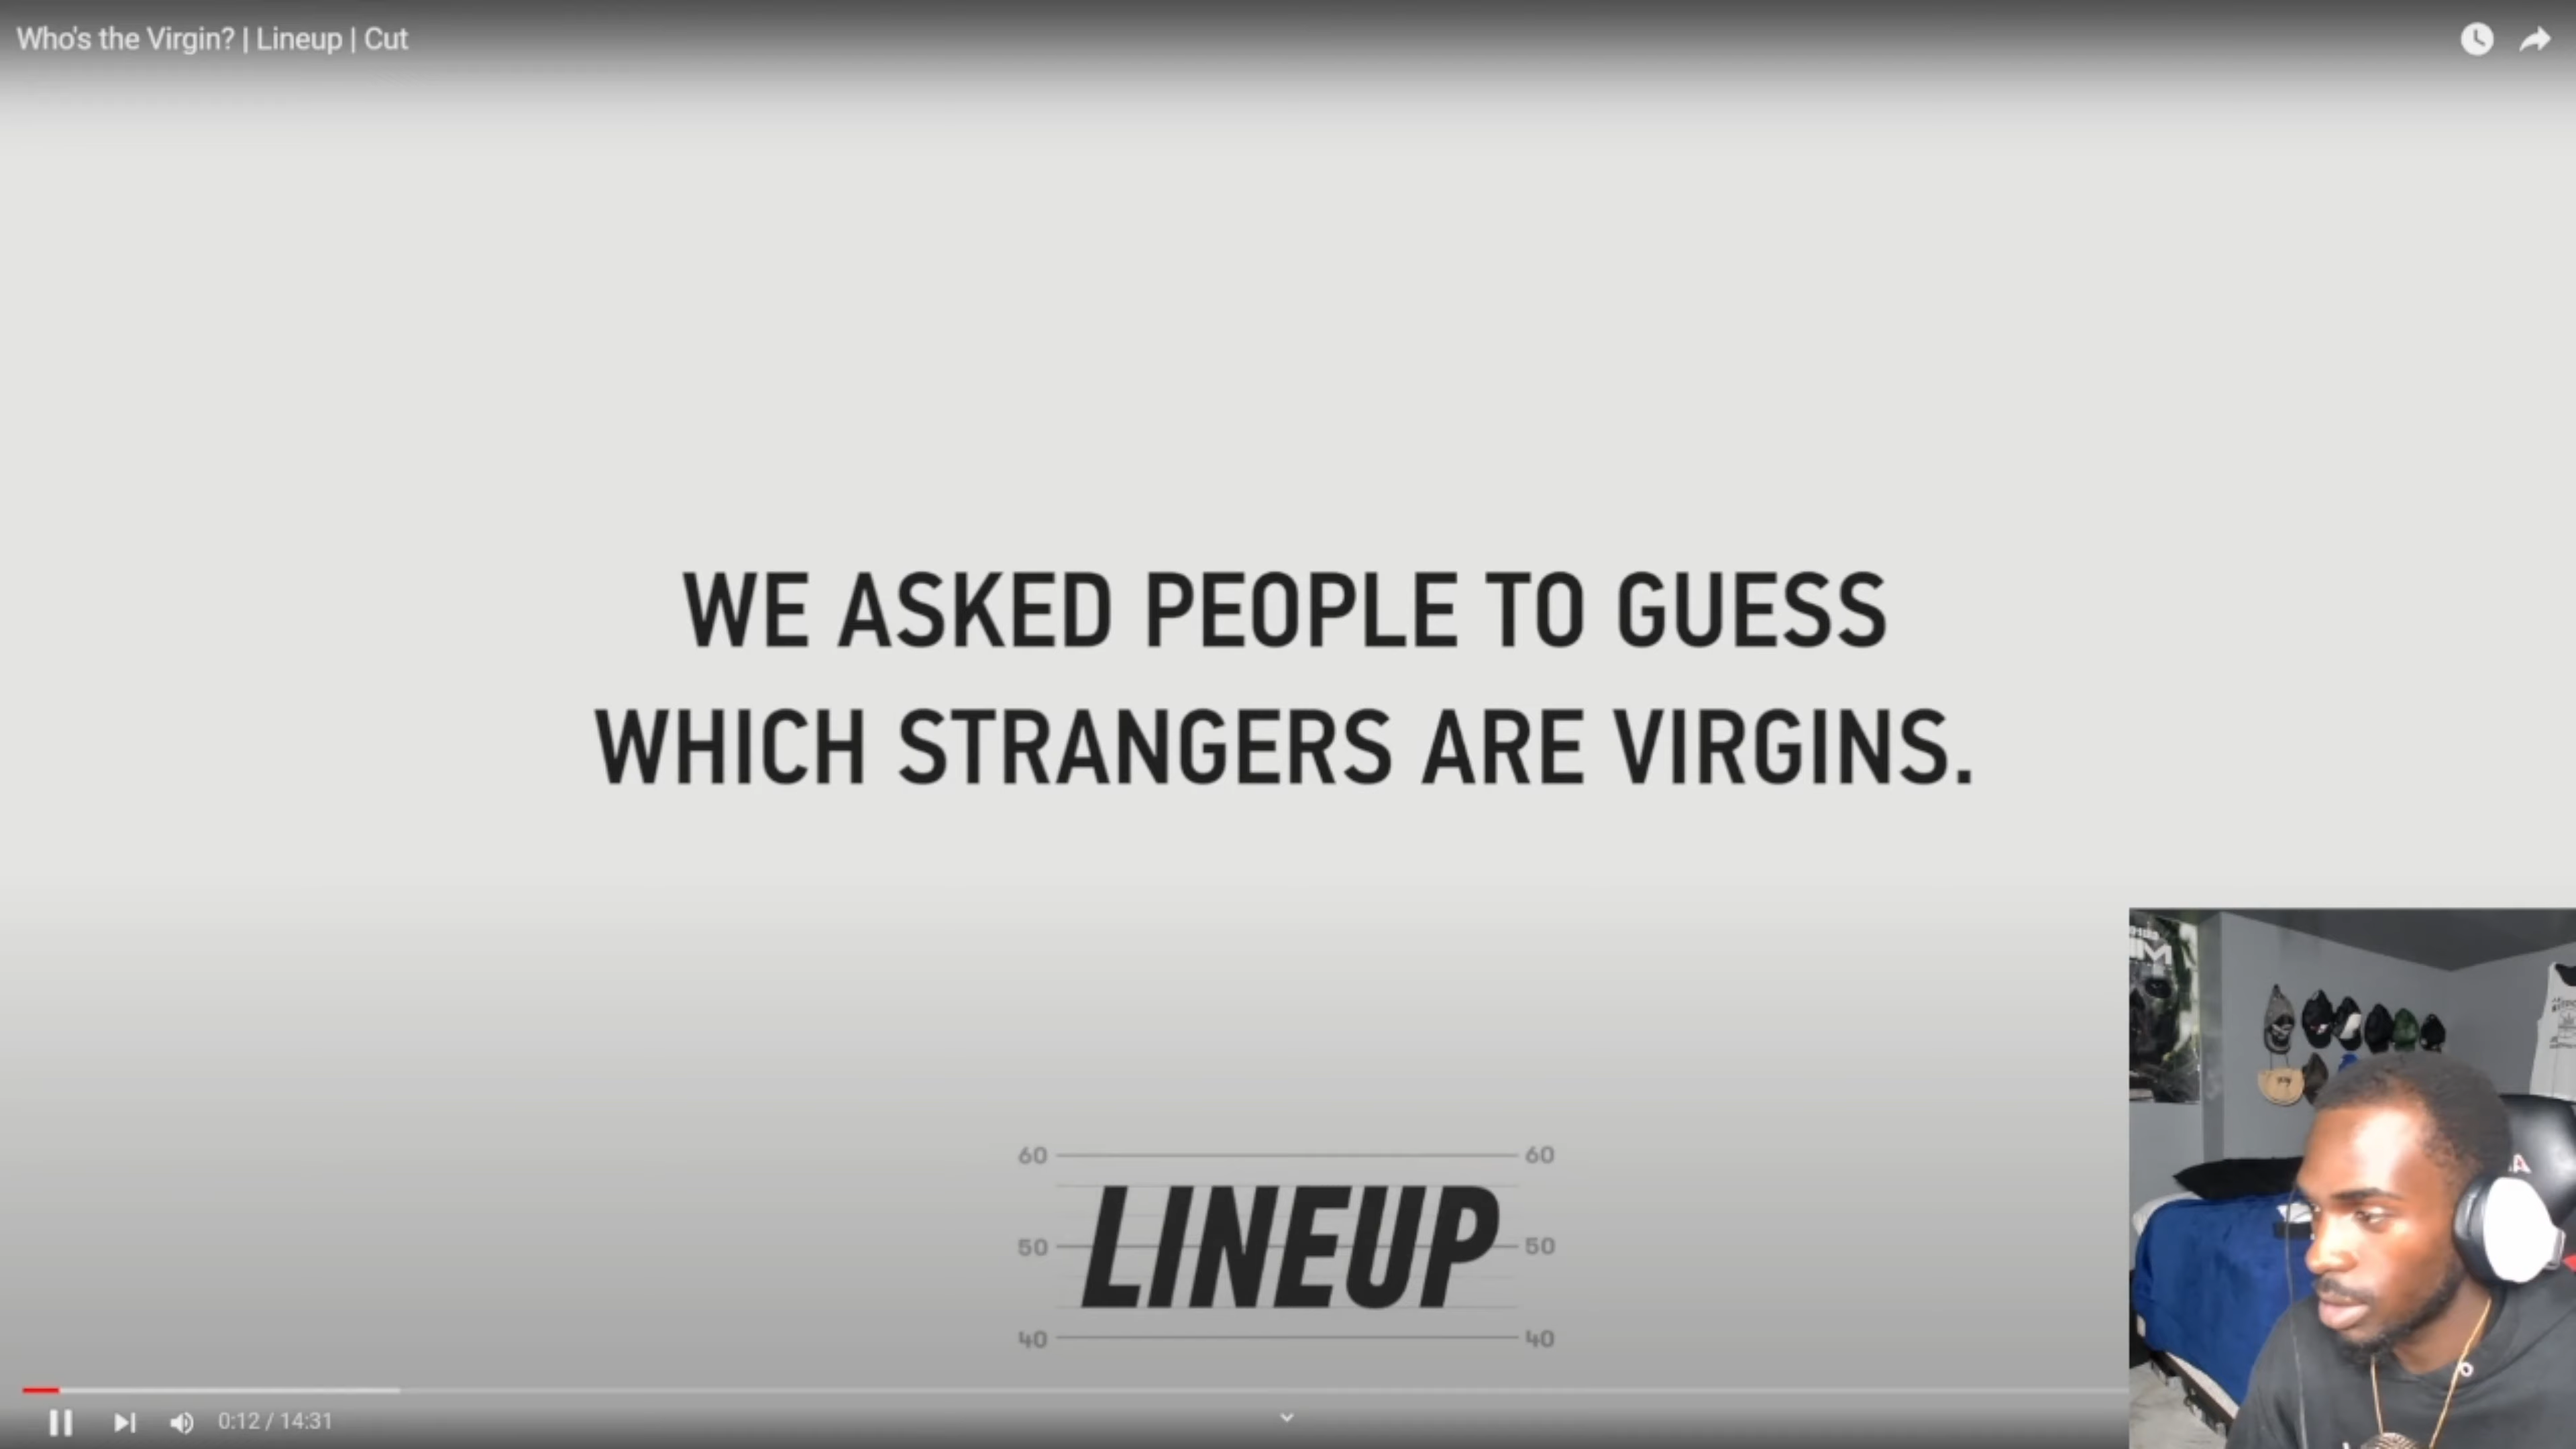 Who's the Virgin? | Lineup | Cut
WE ASKED PEOPLE TO GUESS
WHICH STRANGERS ARE VIRGINS.
60 60
LINEUP
50 50
40 40
0:12 / 14:31